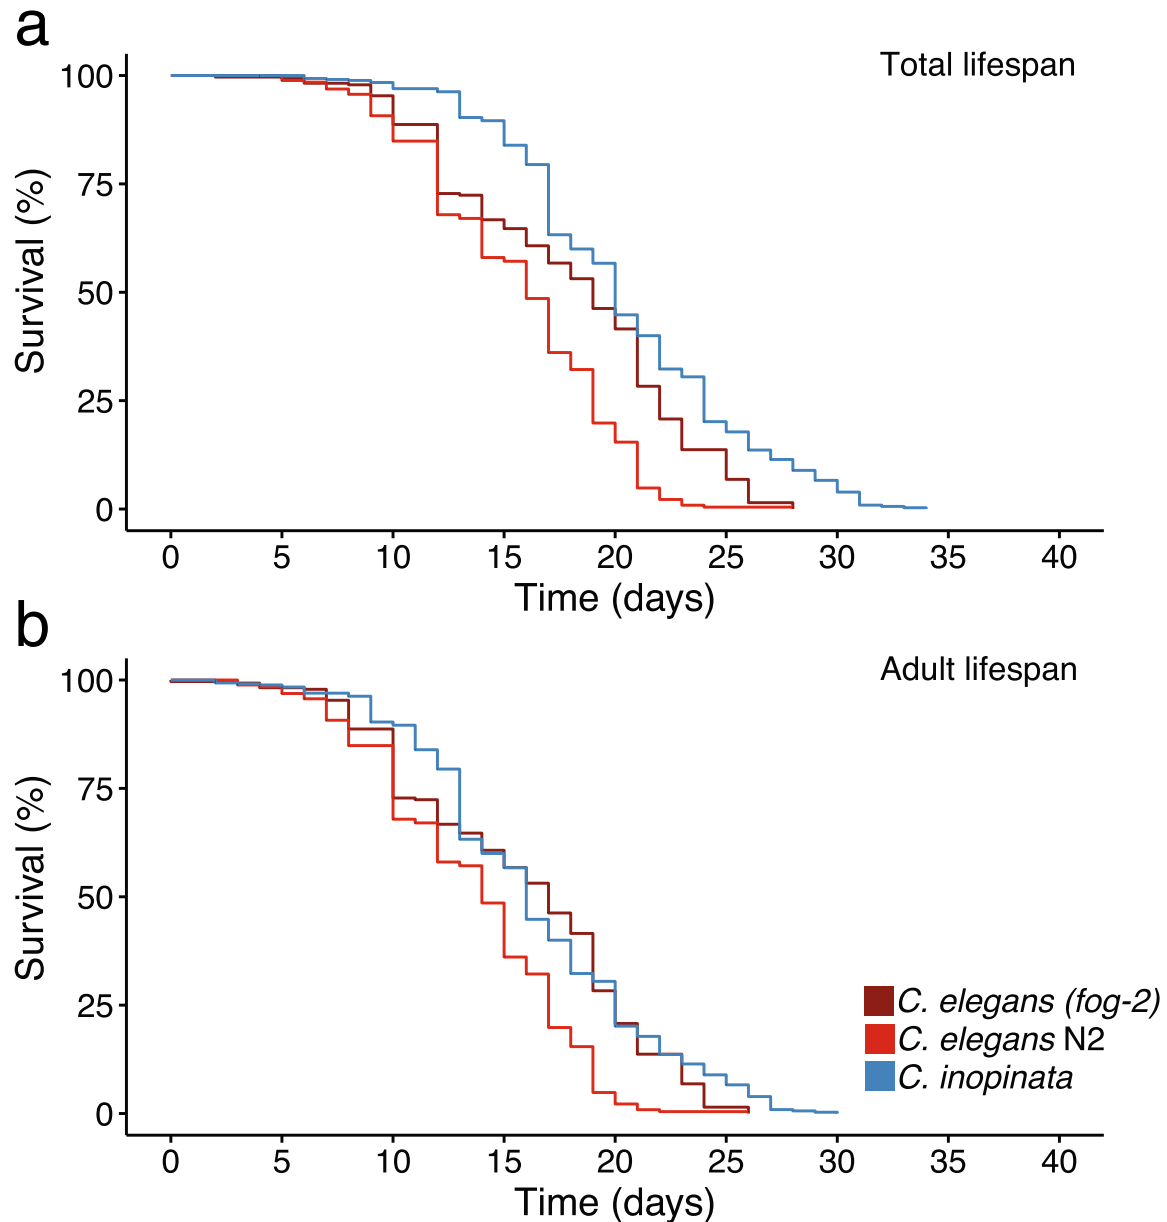 a
Total lifespan
Survival (%)
100
75
50
25
0
0 5 10 15 20 25 30 35 40
Time (days)
b
Adult lifespan
Survival (%)
100
75
50
25
0
C. elegans (fog-2)
C. elegans N2
C. inopinata
0 5 10 15 20 25 30 35 40
Time (days)